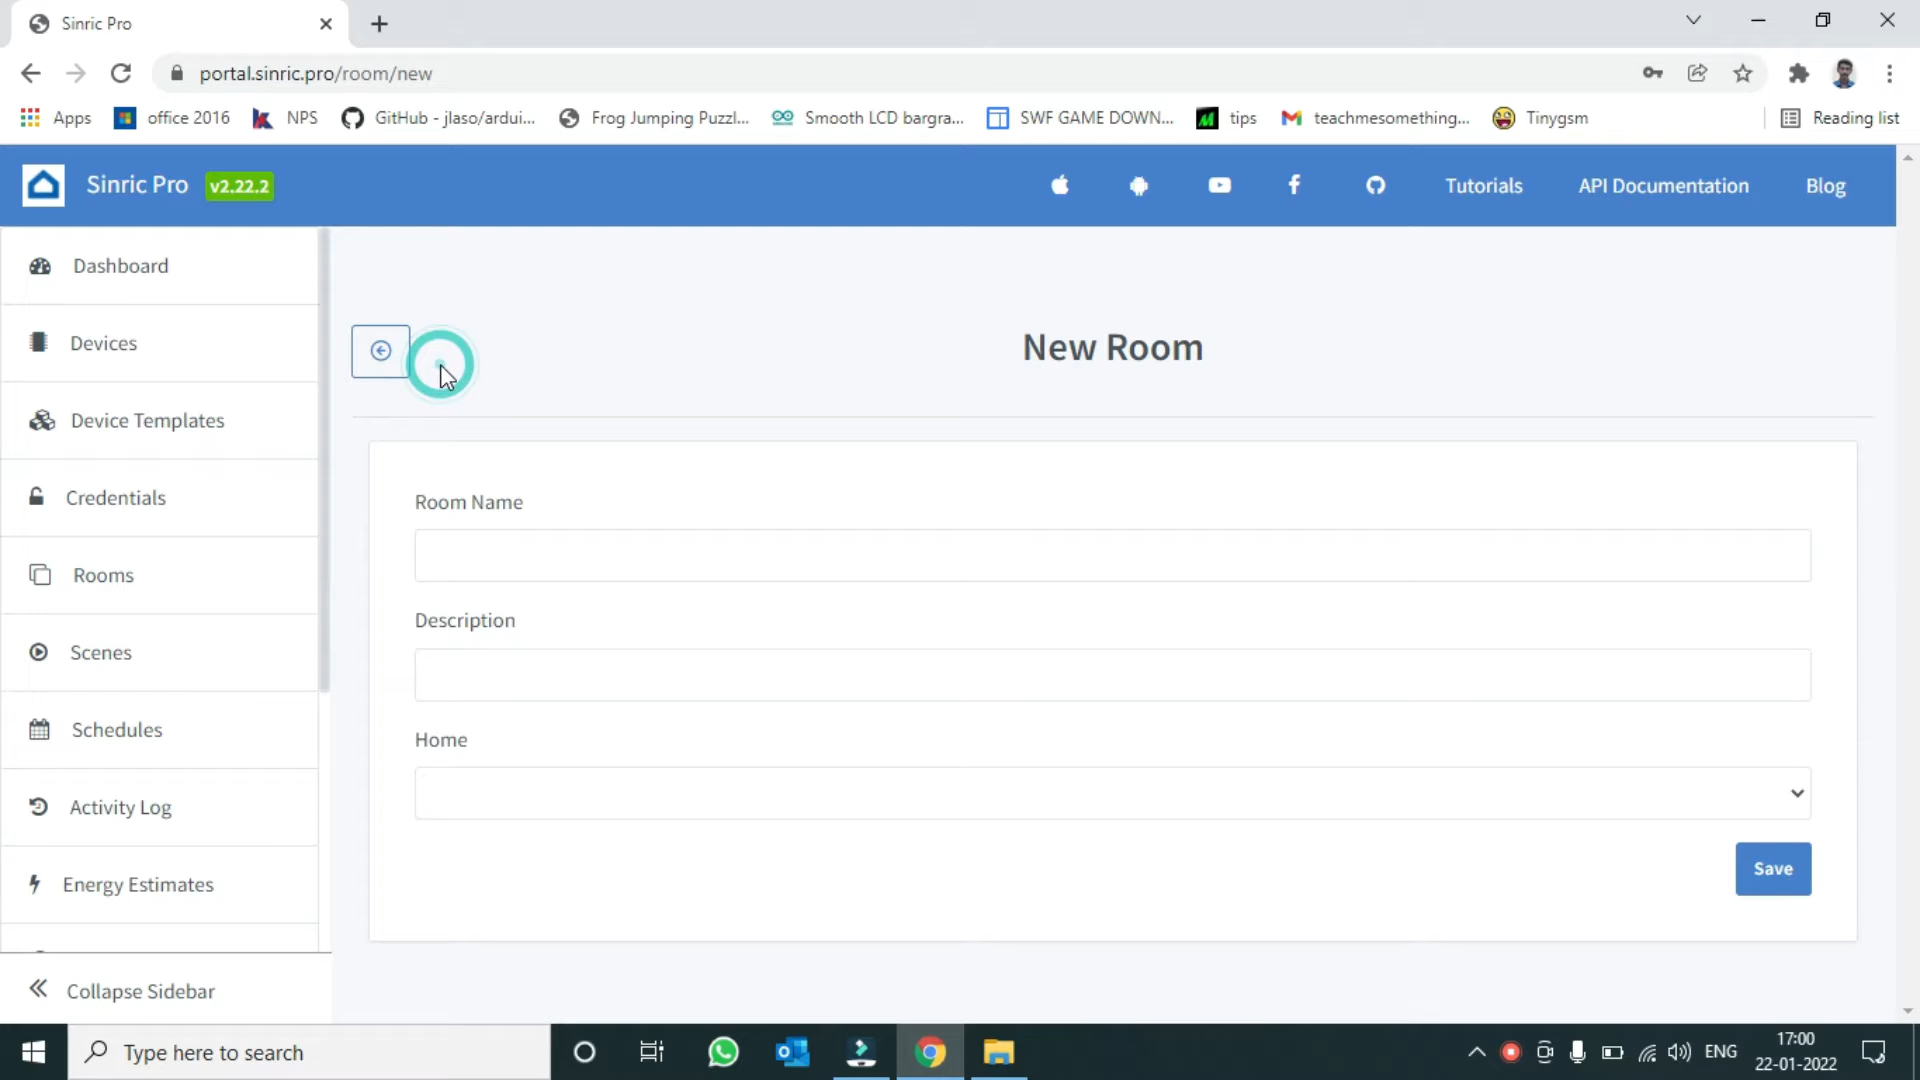 Sinric Pro
portal.sinric.pro/room/new
Apps office 2016 NPS GitHub - jlaso/ardui... Frog Jumping Puzzl... Smooth LCD bargra... SWF GAME DOWN... tips teachmesomething... Tinygsm Reading list
Sinric Pro v2.22.2 Tutorials API Documentation Blog
Dashboard
Devices
Device Templates
Credentials
Rooms
Scenes
Schedules
Activity Log
Energy Estimates
Collapse Sidebar
New Room
Room Name
Description
Home
Save
Type here to search
ENG
17:00
22-01-2022